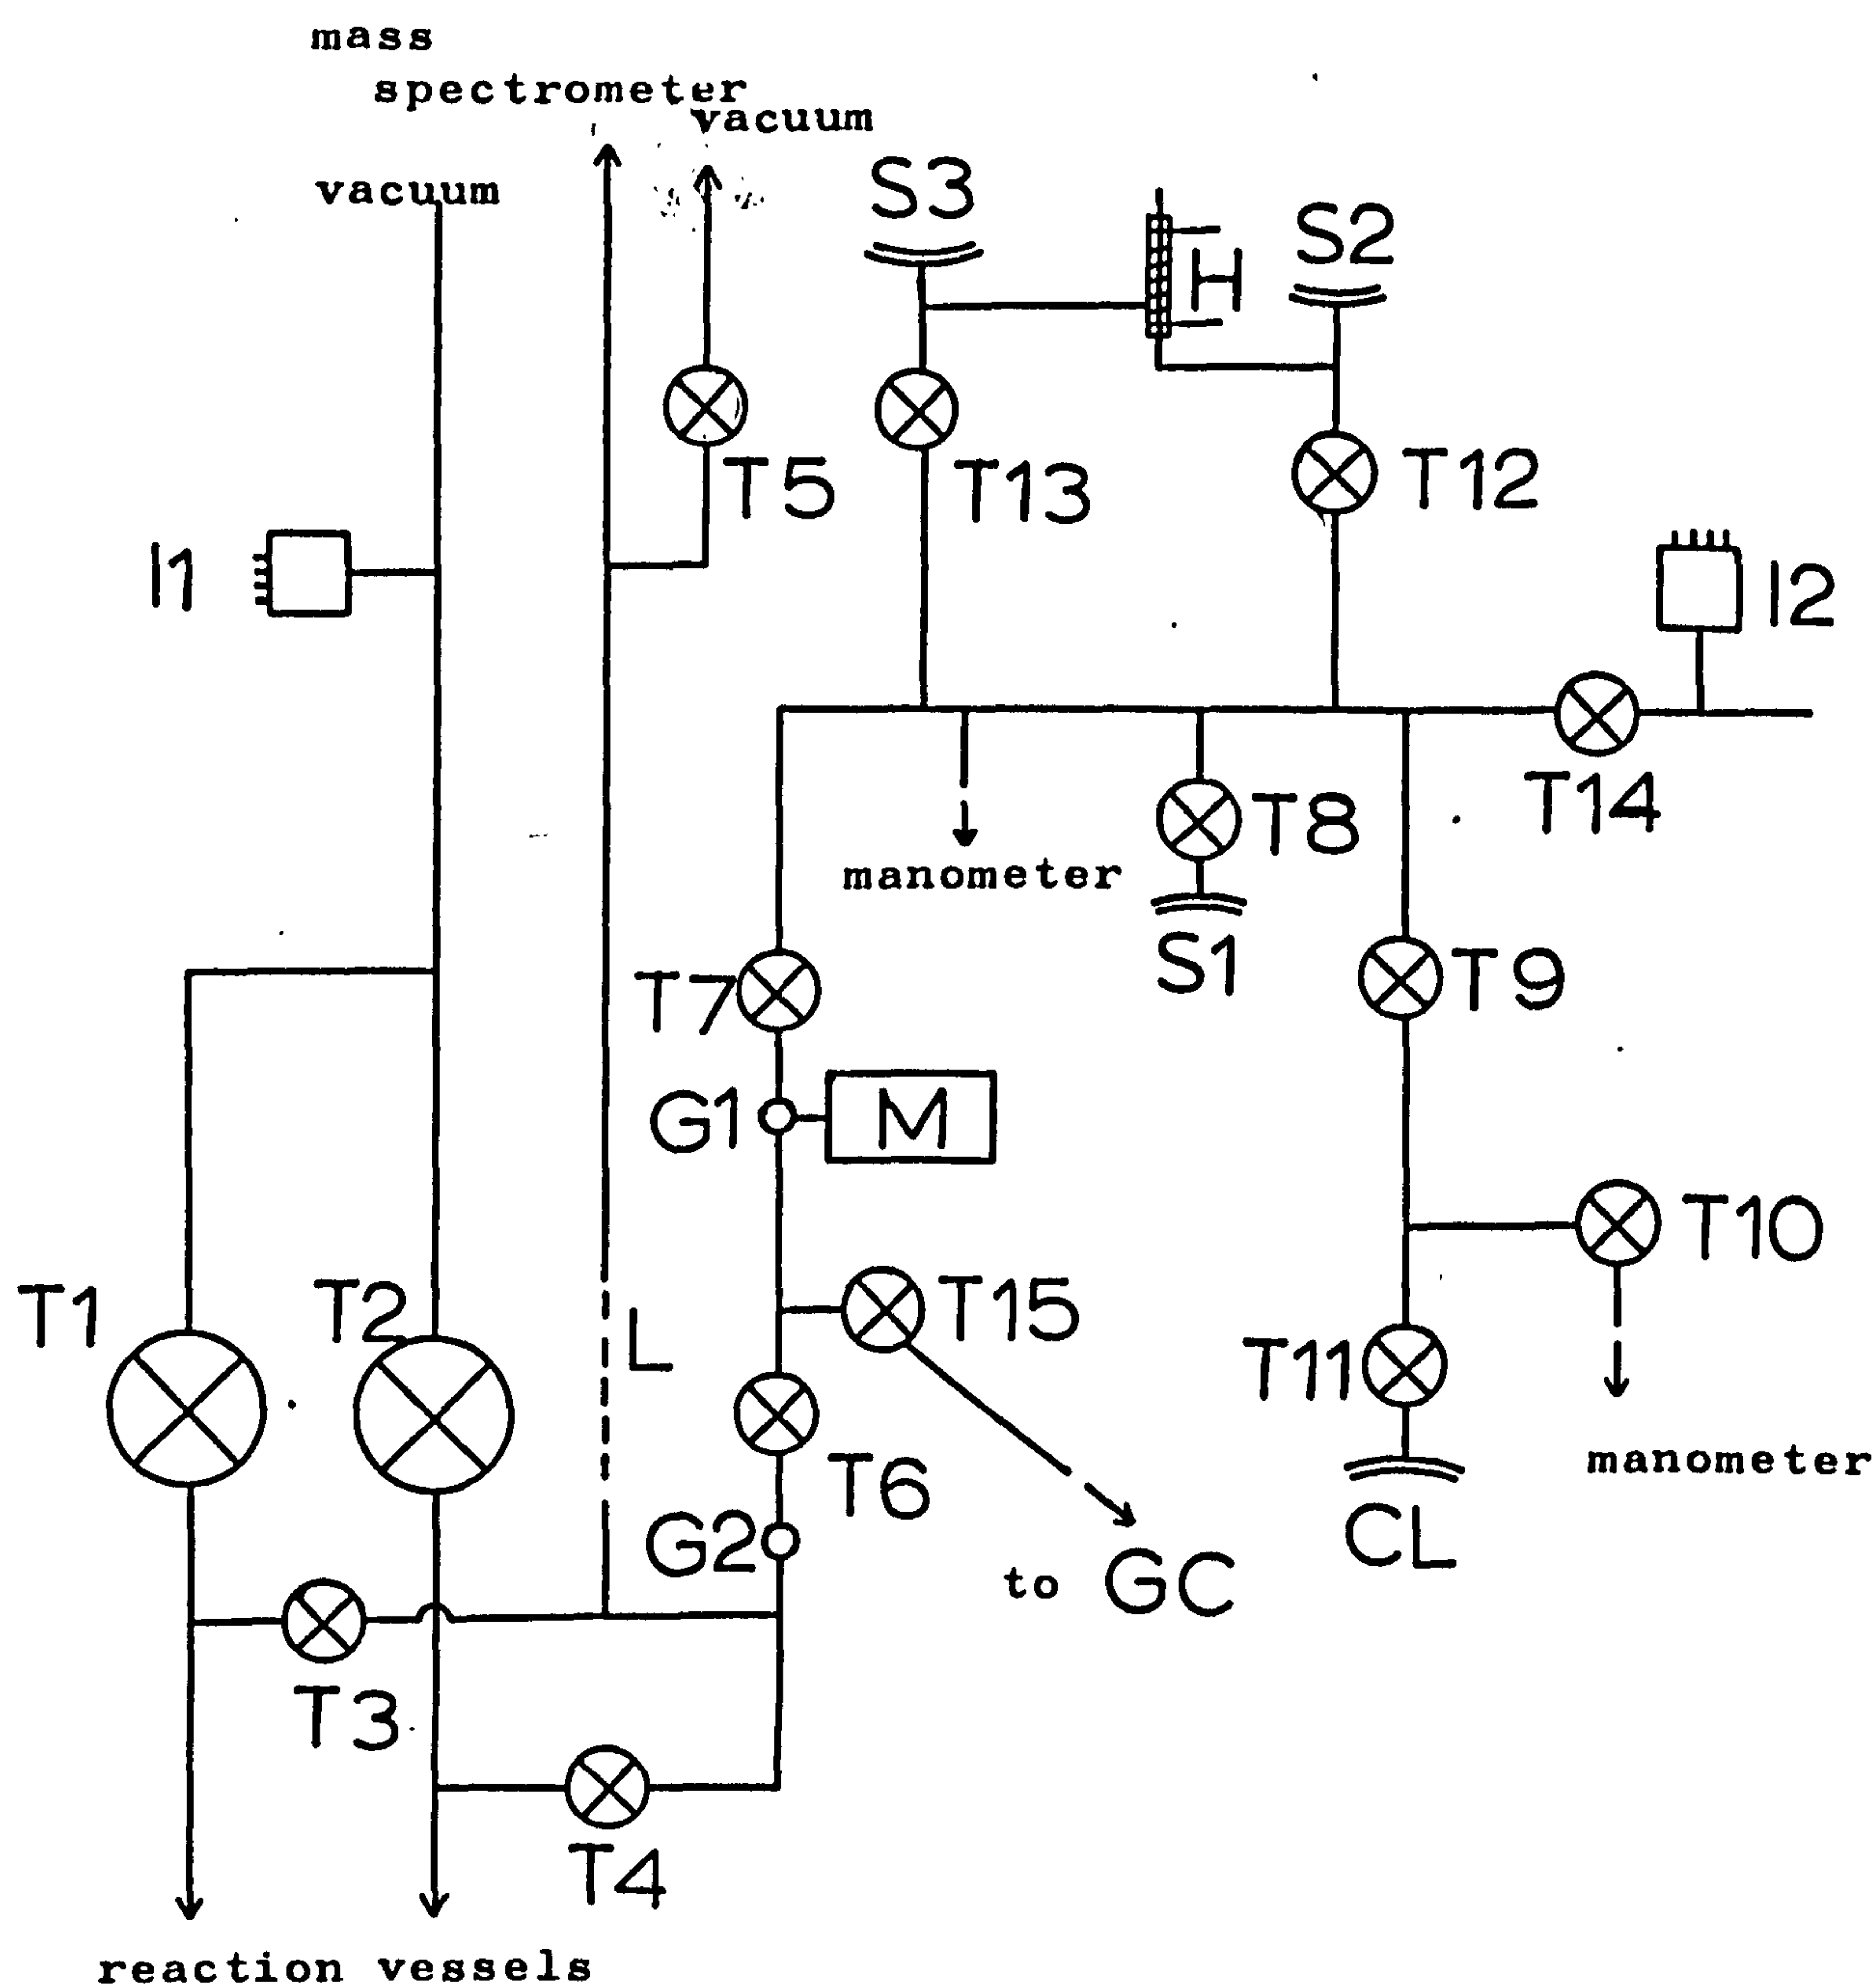 mass
spectrometer
vacuum
vacuum
S3
S2
H
T5
T13
T12
I1
I2
T14
T8
manometer
S1
T7
T9
G1
M
T10
T1
T2
L
T15
T11
T6
manometer
G2
CL
to GC
T3
T4
reaction vessels